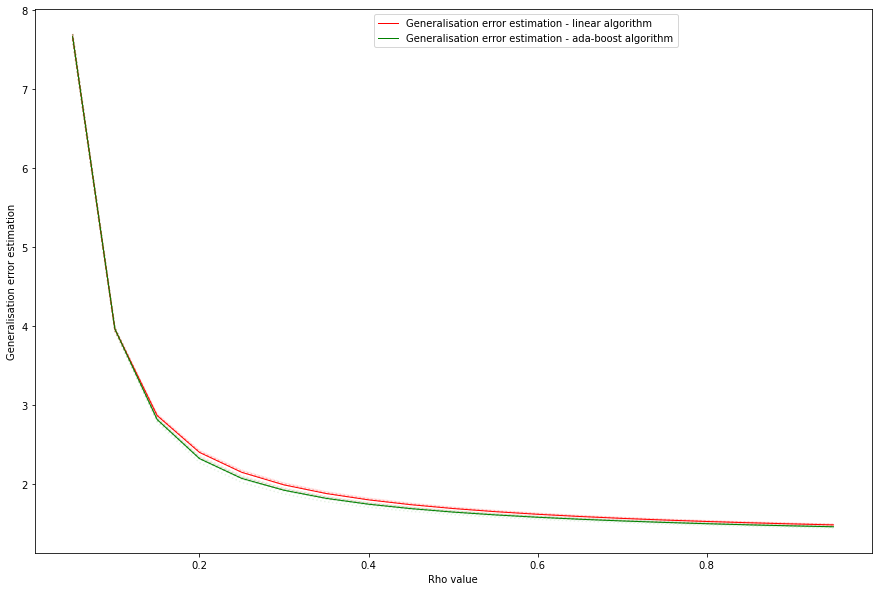 Generalisation error estimation - linear algorithm
Generalisation error estimation - ada-boost algorithm
8
7
6
5
4
3
2
Generalisation error estimation
0.2 0.4 0.6 0.8
Rho value